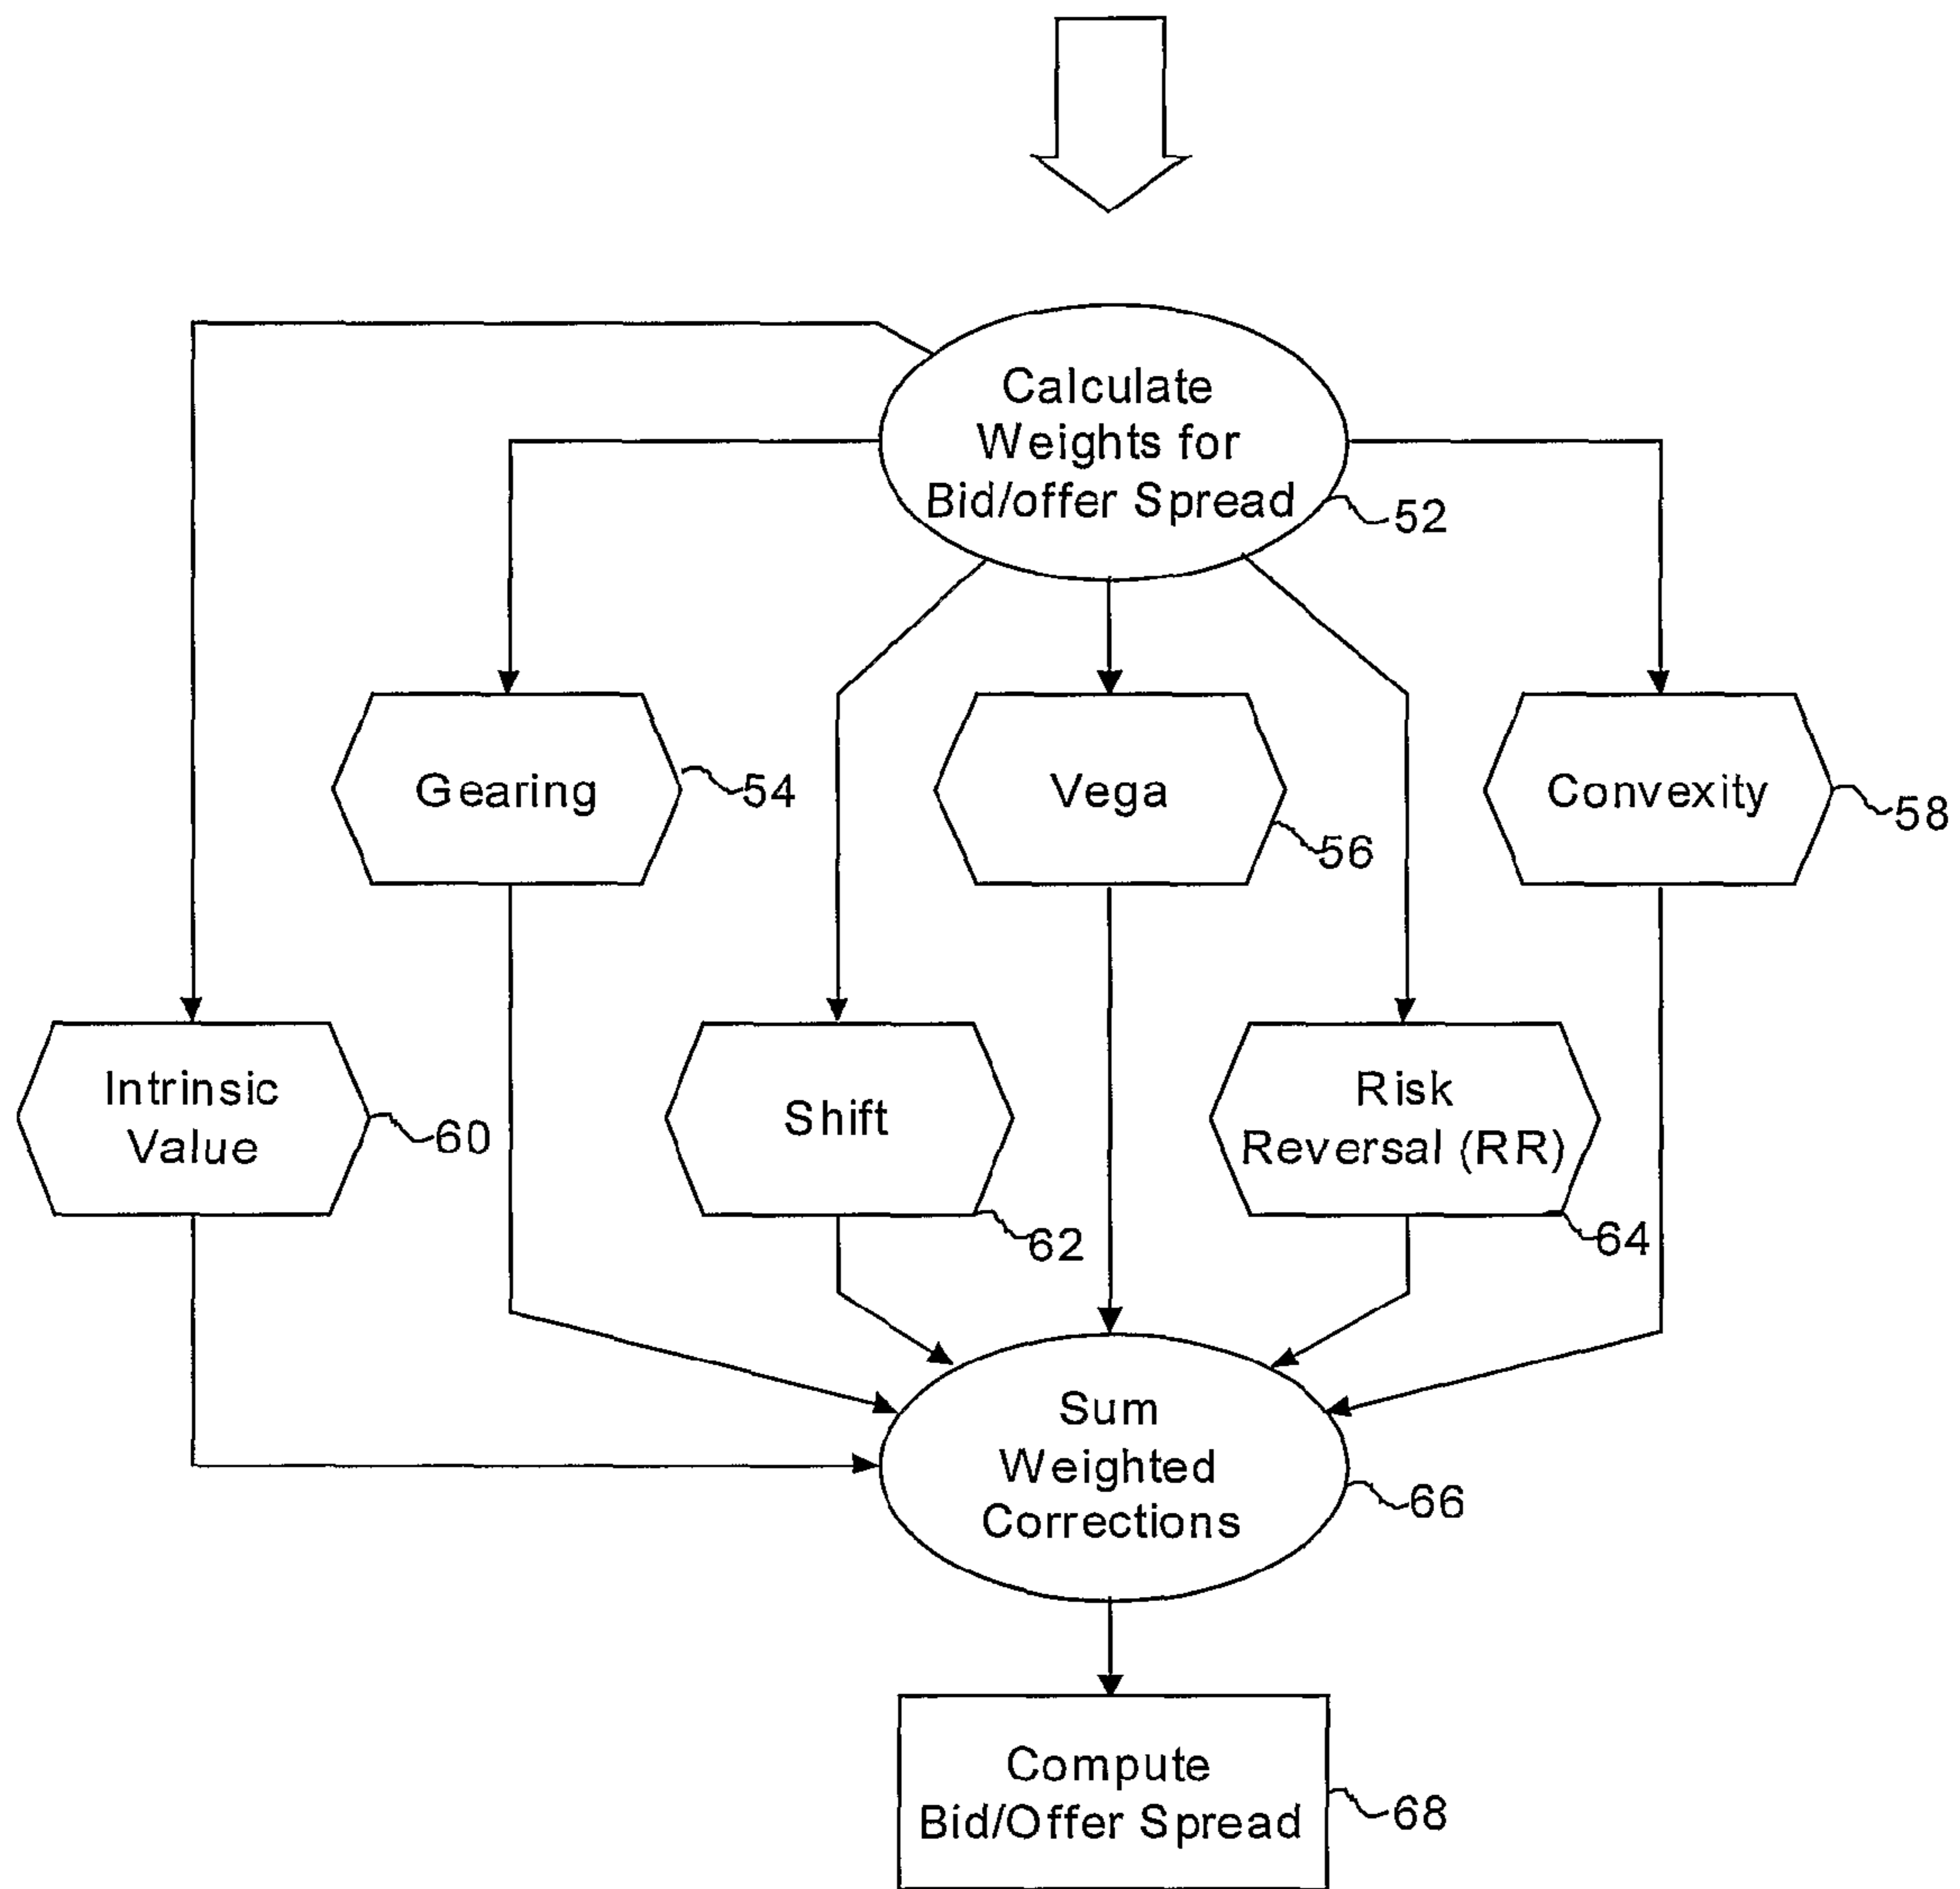 Calculate
Weights for
Bid/offer Spread
52
Gearing
54
Vega
56
Convexity
58
Intrinsic
Value
60
Shift
62
Risk
Reversal (RR)
64
Sum
Weighted
Corrections
66
Compute
Bid/Offer Spread
68